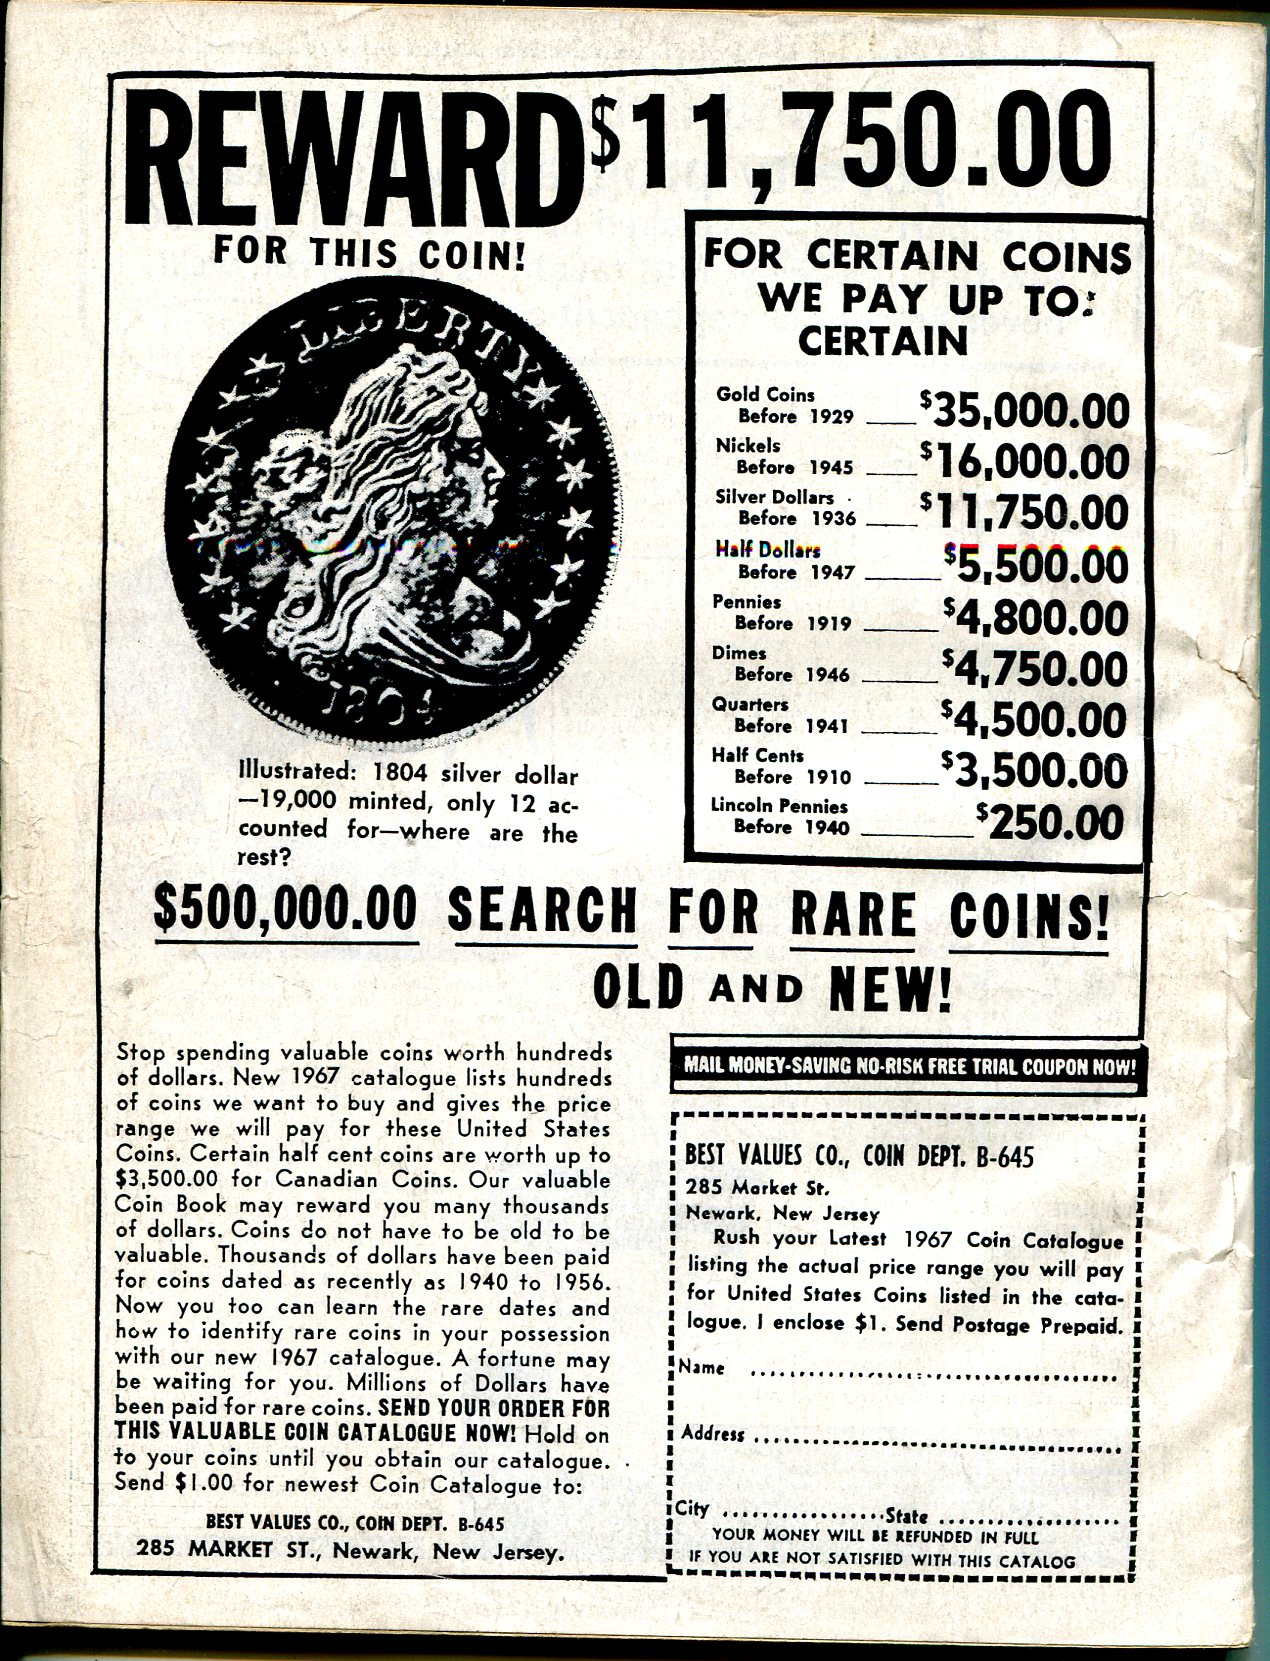 REWARD $11,750.00
FOR THIS COIN!
LIBERTY
1804
Illustrated: 1804 silver dollar
—19,000 minted, only 12 ac-
counted for—where are the
rest?
FOR CERTAIN COINS
WE PAY UP TO:
CERTAIN
Gold Coins
Before 1929 ____ $35,000.00
Nickels
Before 1945 ____ $16,000.00
Silver Dollars
Before 1936 ____ $11,750.00
Half Dollars
Before 1947 ______ $5,500.00
Pennies
Before 1919 ______ $4,800.00
Dimes
Before 1946 ______ $4,750.00
Quarters
Before 1941 ______ $4,500.00
Half Cents
Before 1910 ______ $3,500.00
Lincoln Pennies
Before 1940 _________ $250.00
$500,000.00 SEARCH FOR RARE COINS!
OLD AND NEW!
Stop spending valuable coins worth hundreds
of dollars. New 1967 catalogue lists hundreds
of coins we want to buy and gives the price
range we will pay for these United States
Coins. Certain half cent coins are worth up to
$3,500.00 for Canadian Coins. Our valuable
Coin Book may reward you many thousands
of dollars. Coins do not have to be old to be
valuable. Thousands of dollars have been paid
for coins dated as recently as 1940 to 1956.
Now you too can learn the rare dates and
how to identify rare coins in your possession
with our new 1967 catalogue. A fortune may
be waiting for you. Millions of Dollars have
been paid for rare coins. SEND YOUR ORDER FOR
THIS VALUABLE COIN CATALOGUE NOW! Hold on
to your coins until you obtain our catalogue.
Send $1.00 for newest Coin Catalogue to:
BEST VALUES CO., COIN DEPT. B-645
285 MARKET ST., Newark, New Jersey.
MAIL MONEY-SAVING NO-RISK FREE TRIAL COUPON NOW!
BEST VALUES CO., COIN DEPT. B-645
285 Market St.
Newark, New Jersey
Rush your Latest 1967 Coin Catalogue
listing the actual price range you will pay
for United States Coins listed in the cata-
logue. I enclose $1. Send Postage Prepaid.
Name ........................................
Address ........................................
City ....................State ....................
YOUR MONEY WILL BE REFUNDED IN FULL
IF YOU ARE NOT SATISFIED WITH THIS CATALOG